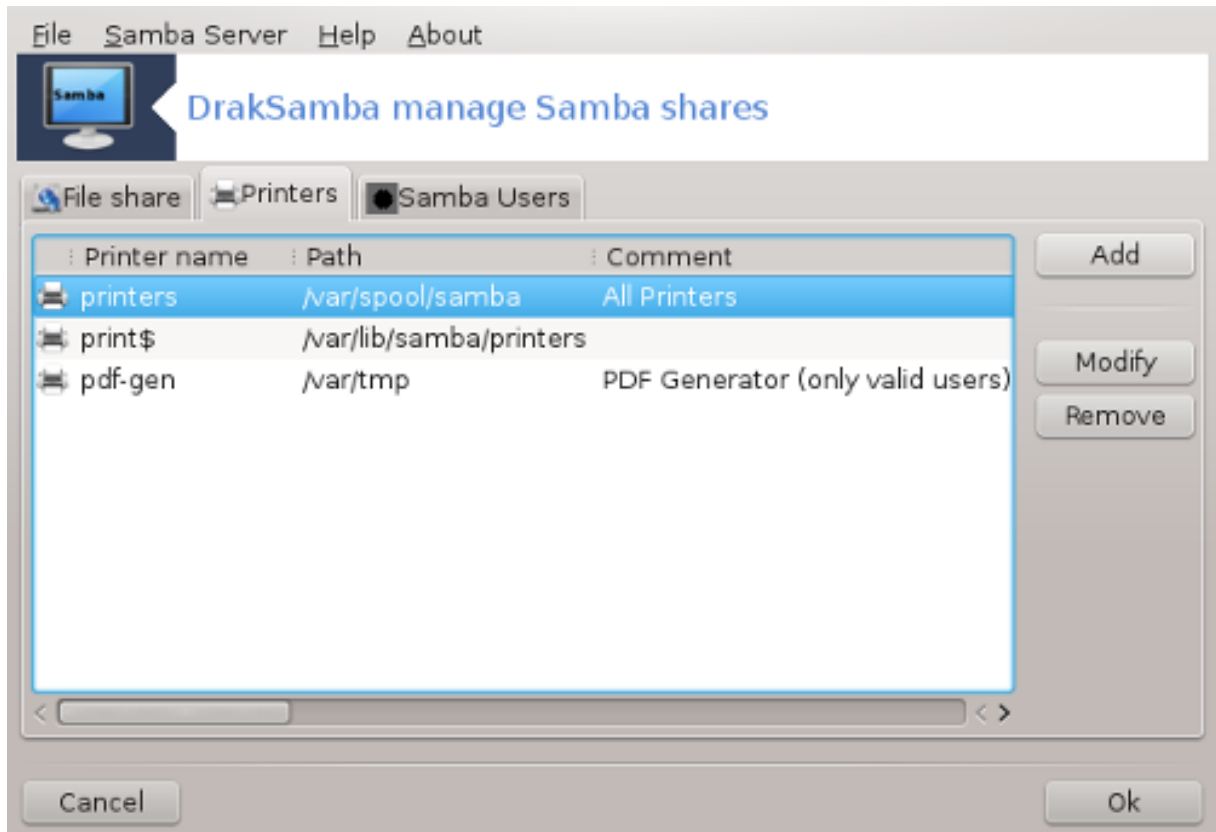 File Samba Server Help About
Samba
DrakSamba manage Samba shares
File share Printers Samba Users
Printer name Path Comment
printers /var/spool/samba All Printers
print$ /var/lib/samba/printers
pdf-gen /var/tmp PDF Generator (only valid users)
Add
Modify
Remove
Cancel Ok